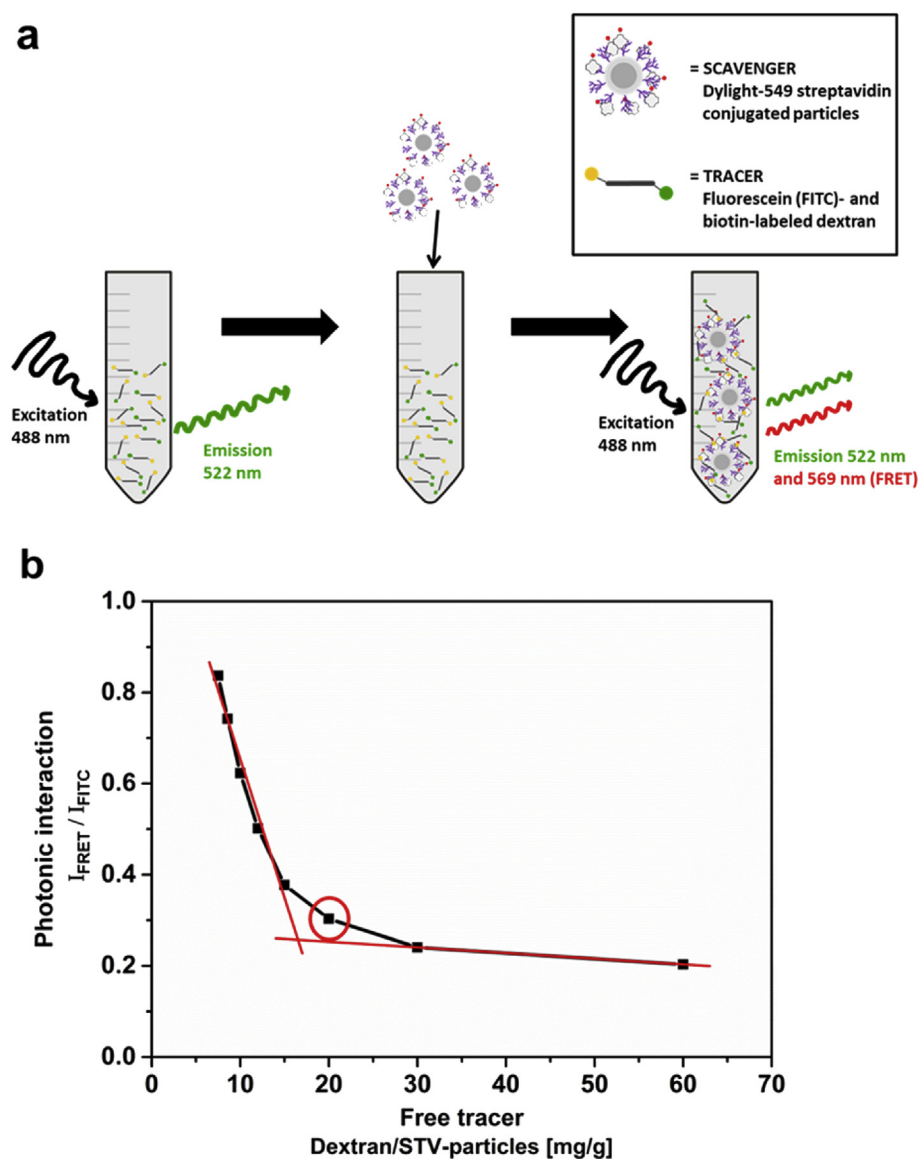 a
= SCAVENGER
Dylight-549 streptavidin
conjugated particles
= TRACER
Fluorescein (FITC)- and
biotin-labeled dextran
Excitation
488 nm
Emission
522 nm
Excitation
488 nm
Emission 522 nm
and 569 nm (FRET)
b
Photonic interaction
I_FRET / I_FITC
1.0
0.8
0.6
0.4
0.2
0.0
0 10 20 30 40 50 60 70
Free tracer
Dextran/STV-particles [mg/g]